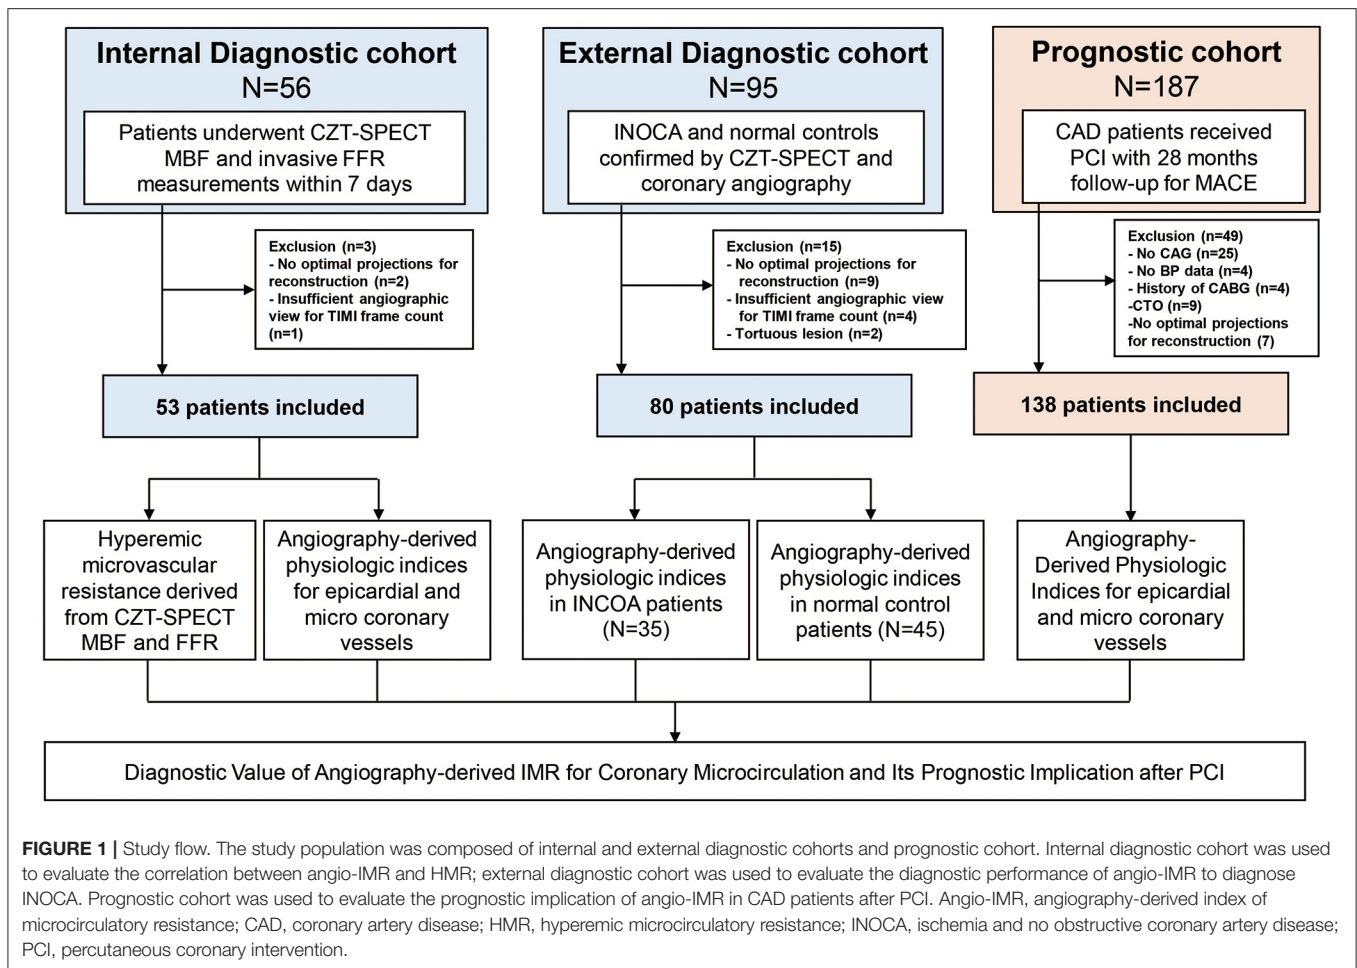 Internal Diagnostic cohort
N=56
Patients underwent CZT-SPECT
MBF and invasive FFR
measurements within 7 days
External Diagnostic cohort
N=95
INOCA and normal controls
confirmed by CZT-SPECT and
coronary angiography
Prognostic cohort
N=187
CAD patients received
PCI with 28 months
follow-up for MACE
Exclusion (n=3)
- No optimal projections for
reconstruction (n=2)
- Insufficient angiographic
view for TIMI frame count
(n=1)
Exclusion (n=15)
- No optimal projections for
reconstruction (n=9)
- Insufficient angiographic view
for TIMI frame count (n=4)
- Tortuous lesion (n=2)
Exclusion (n=49)
- No CAG (n=25)
- No BP data (n=4)
- History of CABG (n=4)
-CTO (n=9)
-No optimal projections
for reconstruction (7)
53 patients included
80 patients included
138 patients included
Hyperemic
microvascular
resistance derived
from CZT-SPECT
MBF and FFR
Angiography-derived
physiologic indices
for epicardial and
micro coronary
vessels
Angiography-derived
physiologic indices
in INCOA patients
(N=35)
Angiography-derived
physiologic indices
in normal control
patients (N=45)
Angiography-
Derived Physiologic
Indices for epicardial
and micro coronary
vessels
Diagnostic Value of Angiography-derived IMR for Coronary Microcirculation and Its Prognostic Implication after PCI
FIGURE 1 | Study flow. The study population was composed of internal and external diagnostic cohorts and prognostic cohort. Internal diagnostic cohort was used
to evaluate the correlation between angio-IMR and HMR; external diagnostic cohort was used to evaluate the diagnostic performance of angio-IMR to diagnose
INOCA. Prognostic cohort was used to evaluate the prognostic implication of angio-IMR in CAD patients after PCI. Angio-IMR, angiography-derived index of
microcirculatory resistance; CAD, coronary artery disease; HMR, hyperemic microcirculatory resistance; INOCA, ischemia and no obstructive coronary artery disease;
PCI, percutaneous coronary intervention.